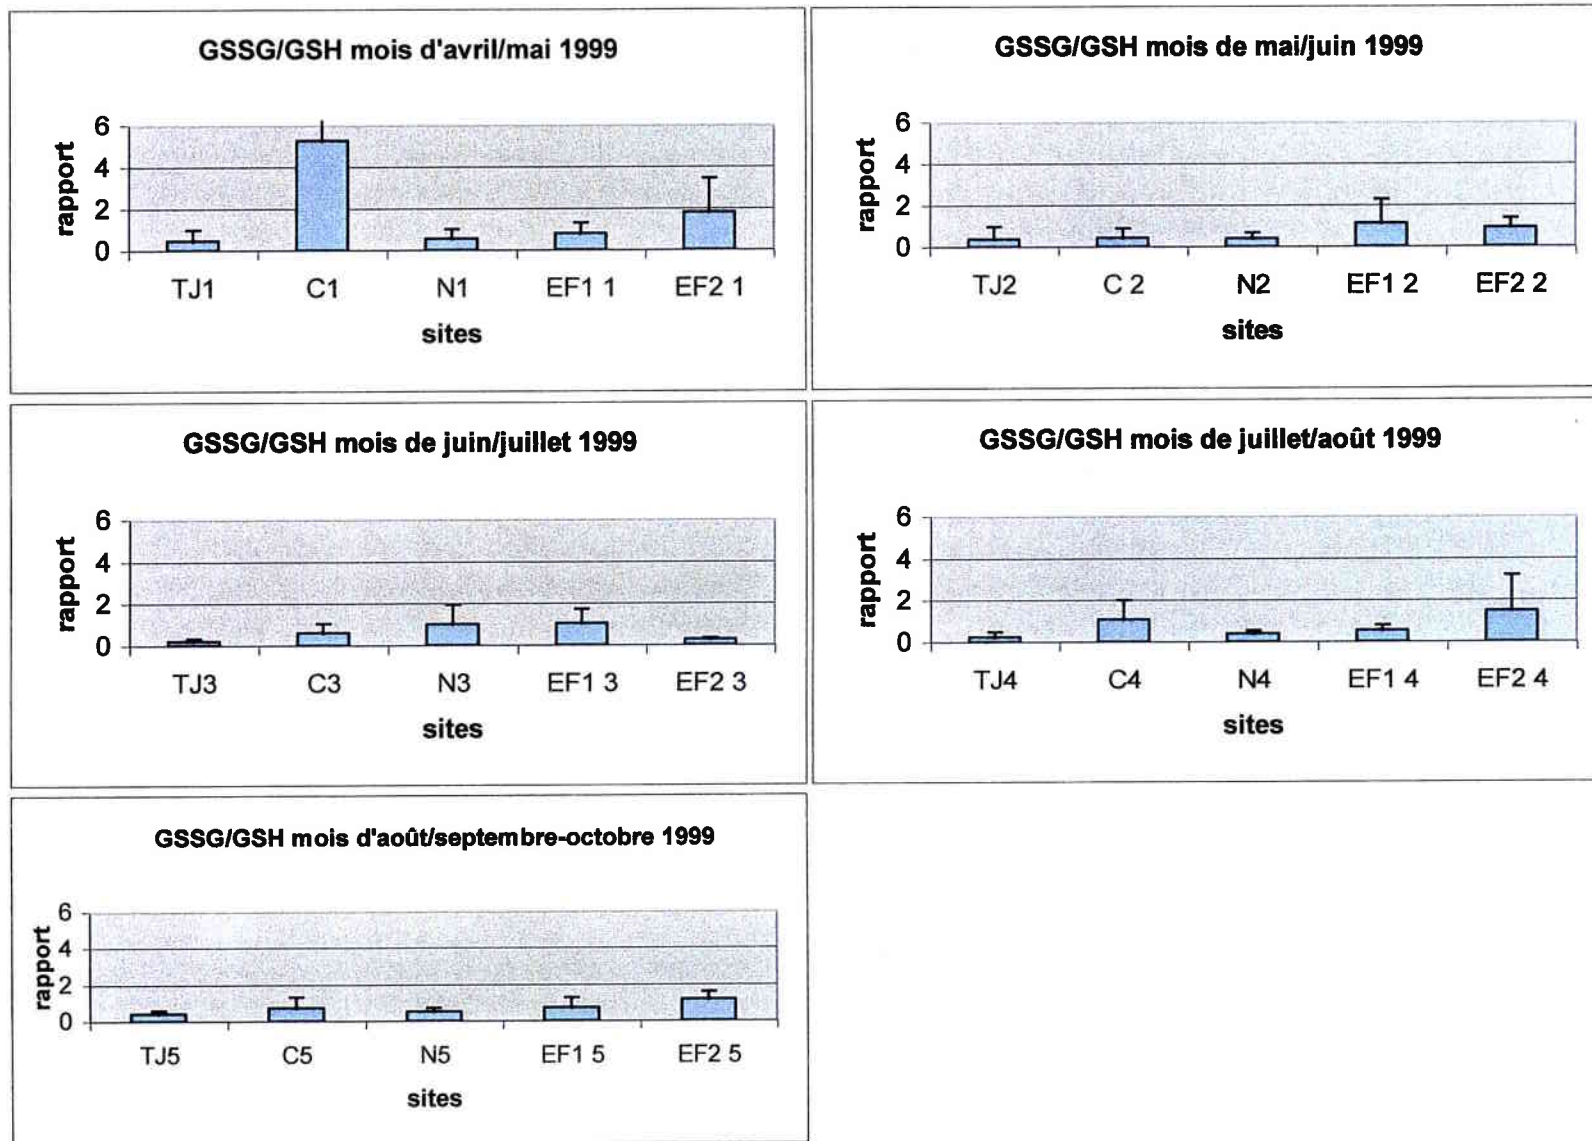 GSSG/GSH mois d'avril/mai 1999
rapport
6
4
2
0
TJ1 C1 N1 EF1 1 EF2 1
sites
GSSG/GSH mois de mai/juin 1999
rapport
6
4
2
0
TJ2 C 2 N2 EF1 2 EF2 2
sites
GSSG/GSH mois de juin/juillet 1999
rapport
6
4
2
0
TJ3 C3 N3 EF1 3 EF2 3
sites
GSSG/GSH mois de juillet/août 1999
rapport
6
4
2
0
TJ4 C4 N4 EF1 4 EF2 4
sites
GSSG/GSH mois d'août/septembre-octobre 1999
rapport
6
4
2
0
TJ5 C5 N5 EF1 5 EF2 5
sites